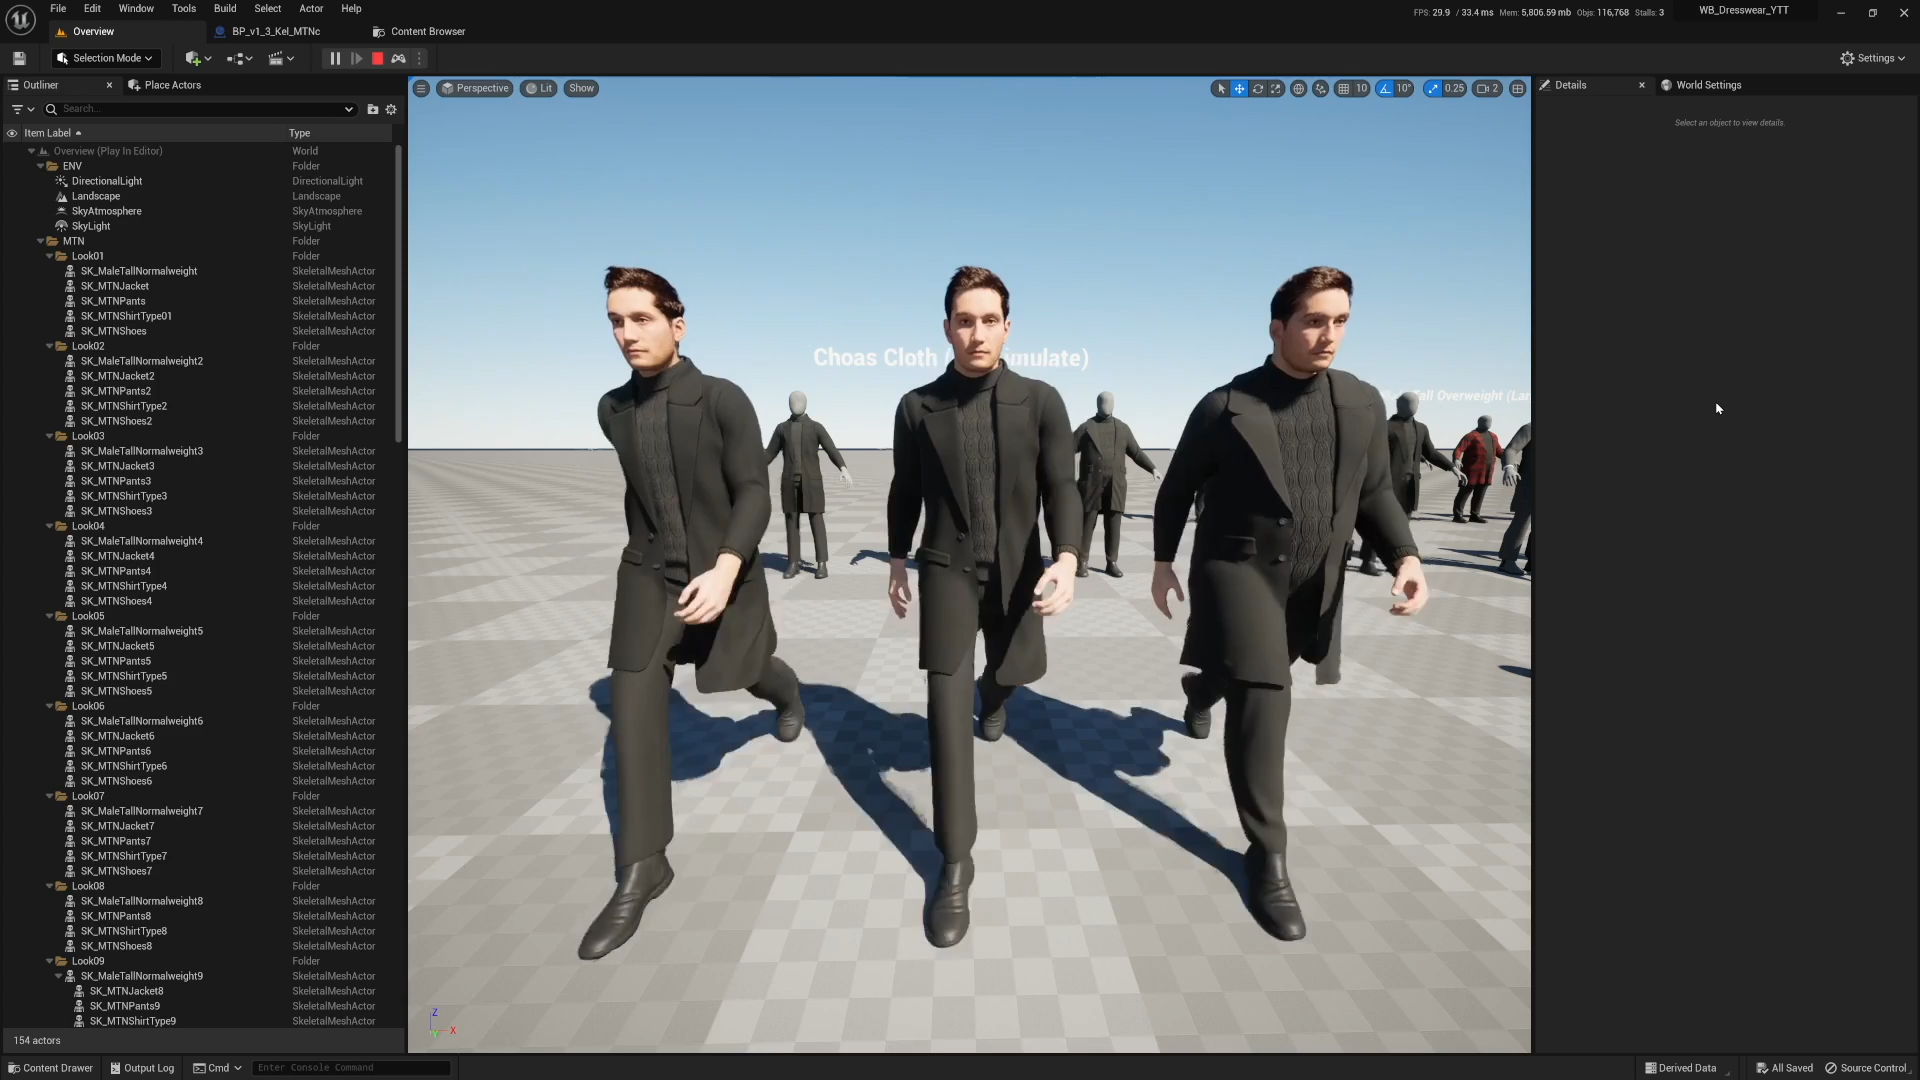 File Edit Window Tools Build Select Actor Help
FPS: 29.9 / 33.4 ms Mem: 5,806.59 mb Objs: 116,768 Stalls: 3
WB_Dresswear_YTT
Overview
BP_v1_3_Kel_MTNc
Content Browser
Selection Mode
Settings
Outliner
Place Actors
Search...
Item Label Type
Overview (Play In Editor) World
ENV Folder
DirectionalLight DirectionalLight
Landscape Landscape
SkyAtmosphere SkyAtmosphere
SkyLight SkyLight
MTN Folder
Look01 Folder
SK_MaleTallNormalweight SkeletalMeshActor
SK_MTNJacket SkeletalMeshActor
SK_MTNPants SkeletalMeshActor
SK_MTNShirtType01 SkeletalMeshActor
SK_MTNShoes SkeletalMeshActor
Look02 Folder
SK_MaleTallNormalweight2 SkeletalMeshActor
SK_MTNJacket2 SkeletalMeshActor
SK_MTNPants2 SkeletalMeshActor
SK_MTNShirtType2 SkeletalMeshActor
SK_MTNShoes2 SkeletalMeshActor
Look03 Folder
SK_MaleTallNormalweight3 SkeletalMeshActor
SK_MTNJacket3 SkeletalMeshActor
SK_MTNPants3 SkeletalMeshActor
SK_MTNShirtType3 SkeletalMeshActor
SK_MTNShoes3 SkeletalMeshActor
Look04 Folder
SK_MaleTallNormalweight4 SkeletalMeshActor
SK_MTNJacket4 SkeletalMeshActor
SK_MTNPants4 SkeletalMeshActor
SK_MTNShirtType4 SkeletalMeshActor
SK_MTNShoes4 SkeletalMeshActor
Look05 Folder
SK_MaleTallNormalweight5 SkeletalMeshActor
SK_MTNJacket5 SkeletalMeshActor
SK_MTNPants5 SkeletalMeshActor
SK_MTNShirtType5 SkeletalMeshActor
SK_MTNShoes5 SkeletalMeshActor
Look06 Folder
SK_MaleTallNormalweight6 SkeletalMeshActor
SK_MTNJacket6 SkeletalMeshActor
SK_MTNPants6 SkeletalMeshActor
SK_MTNShirtType6 SkeletalMeshActor
SK_MTNShoes6 SkeletalMeshActor
Look07 Folder
SK_MaleTallNormalweight7 SkeletalMeshActor
SK_MTNJacket7 SkeletalMeshActor
SK_MTNPants7 SkeletalMeshActor
SK_MTNShirtType7 SkeletalMeshActor
SK_MTNShoes7 SkeletalMeshActor
Look08 Folder
SK_MaleTallNormalweight8 SkeletalMeshActor
SK_MTNPants8 SkeletalMeshActor
SK_MTNShirtType8 SkeletalMeshActor
SK_MTNShoes8 SkeletalMeshActor
Look09 Folder
SK_MaleTallNormalweight9 SkeletalMeshActor
SK_MTNJacket8 SkeletalMeshActor
SK_MTNPants9 SkeletalMeshActor
SK_MTNShirtType9 SkeletalMeshActor
154 actors
Perspective Lit Show
10 10° 0.25 2
Choas Cloth (
imulate)
Tall Overweight (Lar
Z
Y
X
Details
World Settings
Select an object to view details.
Content Drawer Output Log Cmd Enter Console Command
Derived Data All Saved Source Control